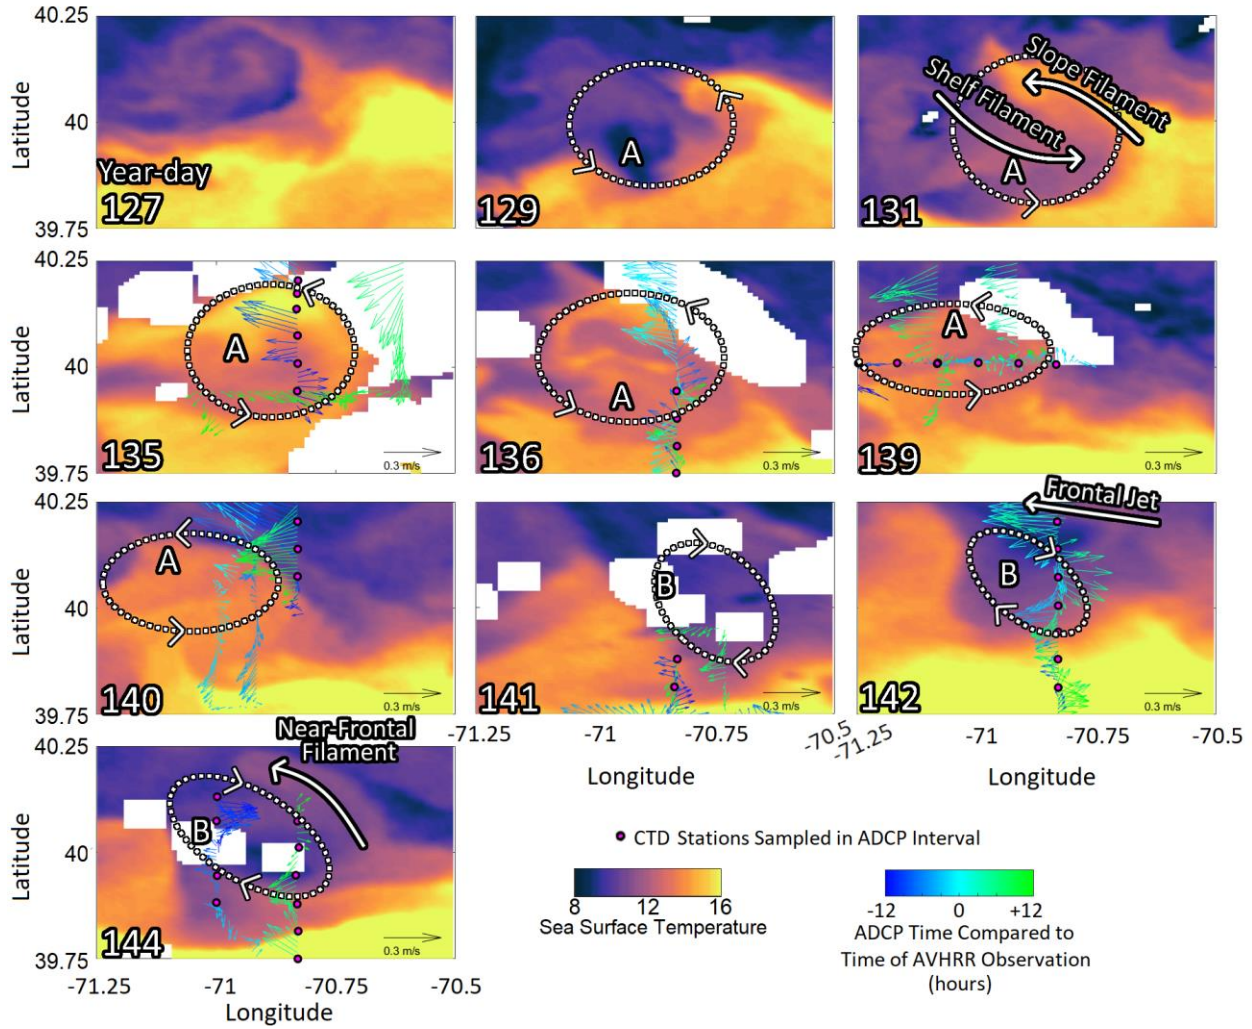 40.25
Latitude
40
39.75
Year-day
127
A
129
Slope Filament
Shelf Filament
A
131
40.25
Latitude
40
39.75
A
135
0.3 m/s
A
136
0.3 m/s
A
139
0.3 m/s
40.25
Latitude
40
39.75
A
140
0.3 m/s
B
141
0.3 m/s
Frontal Jet
B
142
0.3 m/s
-71.25 -71 -70.75 -70.5
Longitude
-71.25 -71 -70.75 -70.5
Longitude
40.25
Latitude
40
39.75
Near-Frontal
Filament
B
144
0.3 m/s
-71.25 -71 -70.75 -70.5
Longitude
CTD Stations Sampled in ADCP Interval
8 12 16
Sea Surface Temperature
-12 0 +12
ADCP Time Compared to
Time of AVHRR Observation
(hours)